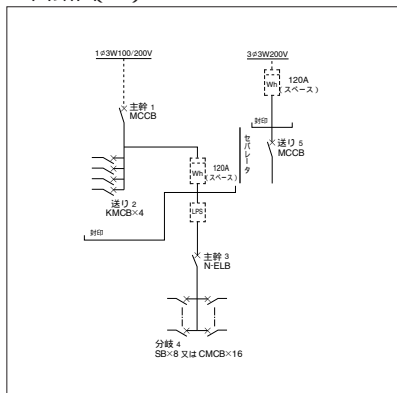 1φ3W100/200V
3φ3W200V
Wh
120A
(スペース)
主幹 1
MCCB
封印
セパレータ
送り 5
MCCB
Wh
120A
(スペース)
送り 2
KMCB×4
LPS
封印
主幹 3
N-ELB
分岐 4
SB×8 又は CMCB×16